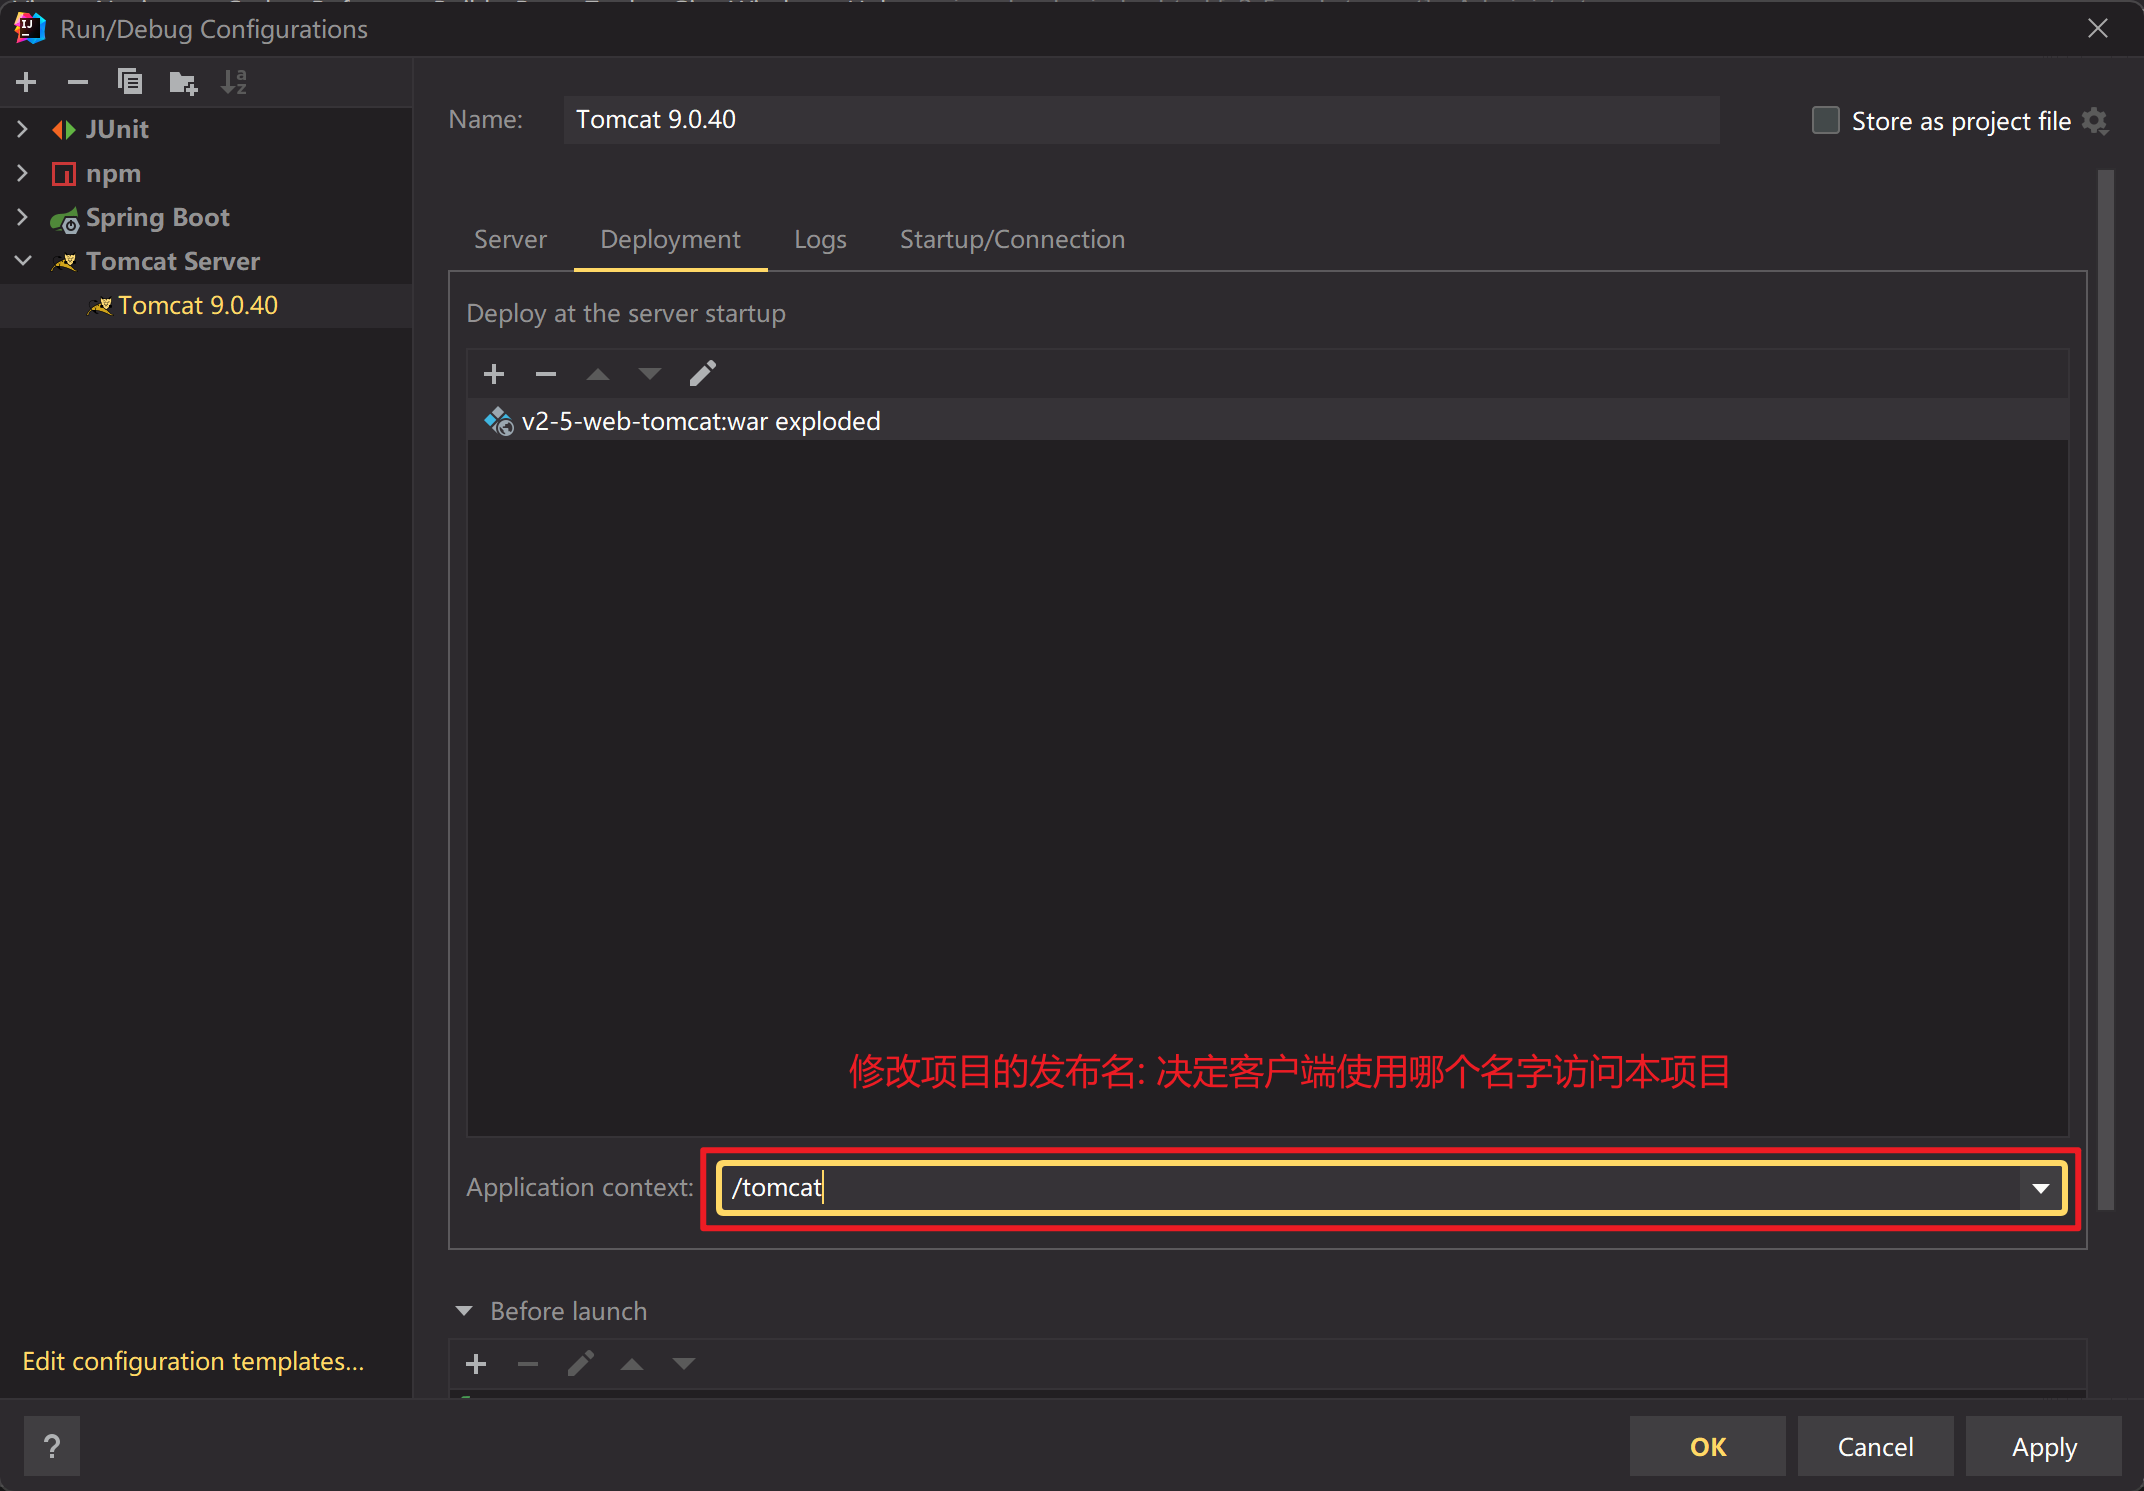 Run/Debug Configurations
JUnit
npm
Spring Boot
Tomcat Server
Tomcat 9.0.40
Edit configuration templates...
Name:
Tomcat 9.0.40
Store as project file
Server
Deployment
Logs
Startup/Connection
Deploy at the server startup
v2-5-web-tomcat:war exploded
修改项目的发布名: 决定客户端使用哪个名字访问本项目
Application context:
/tomcat
Before launch
?
OK
Cancel
Apply